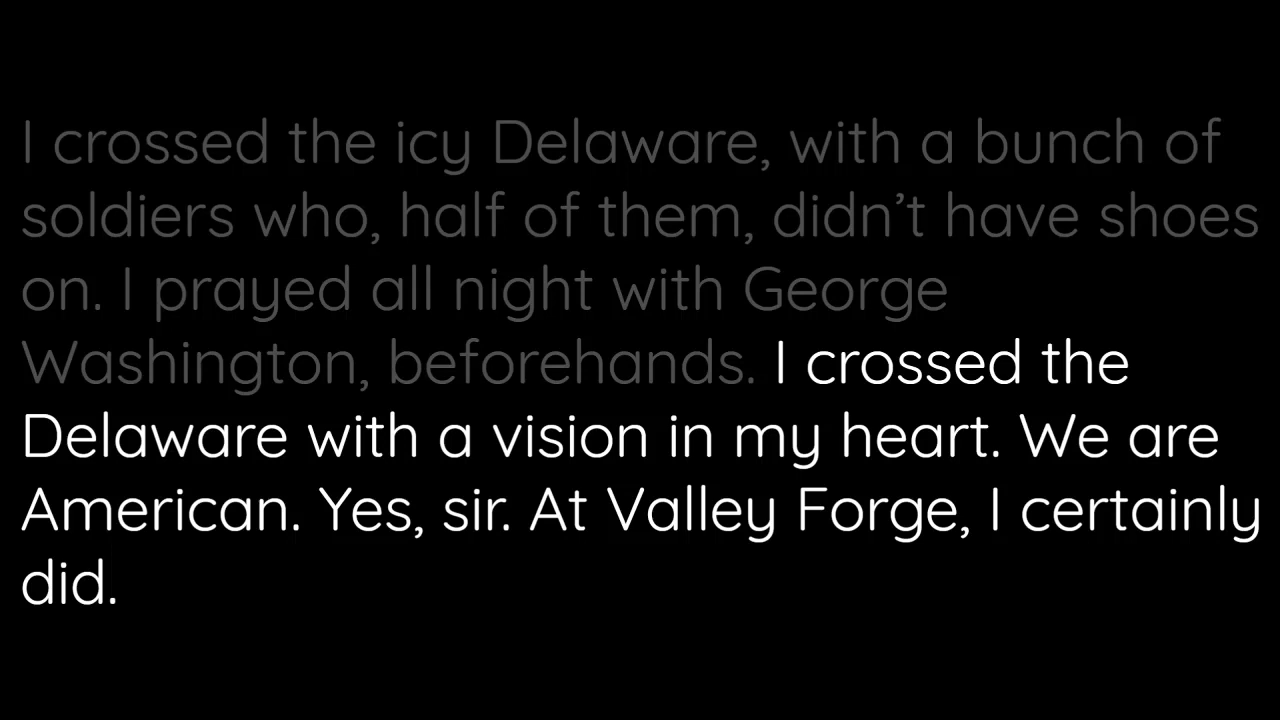 I crossed the icy Delaware, with a bunch of
soldiers who, half of them, didn’t have shoes
on. I prayed all night with George
Washington, beforehands. I crossed the
Delaware with a vision in my heart. We are
American. Yes, sir. At Valley Forge, I certainly
did.